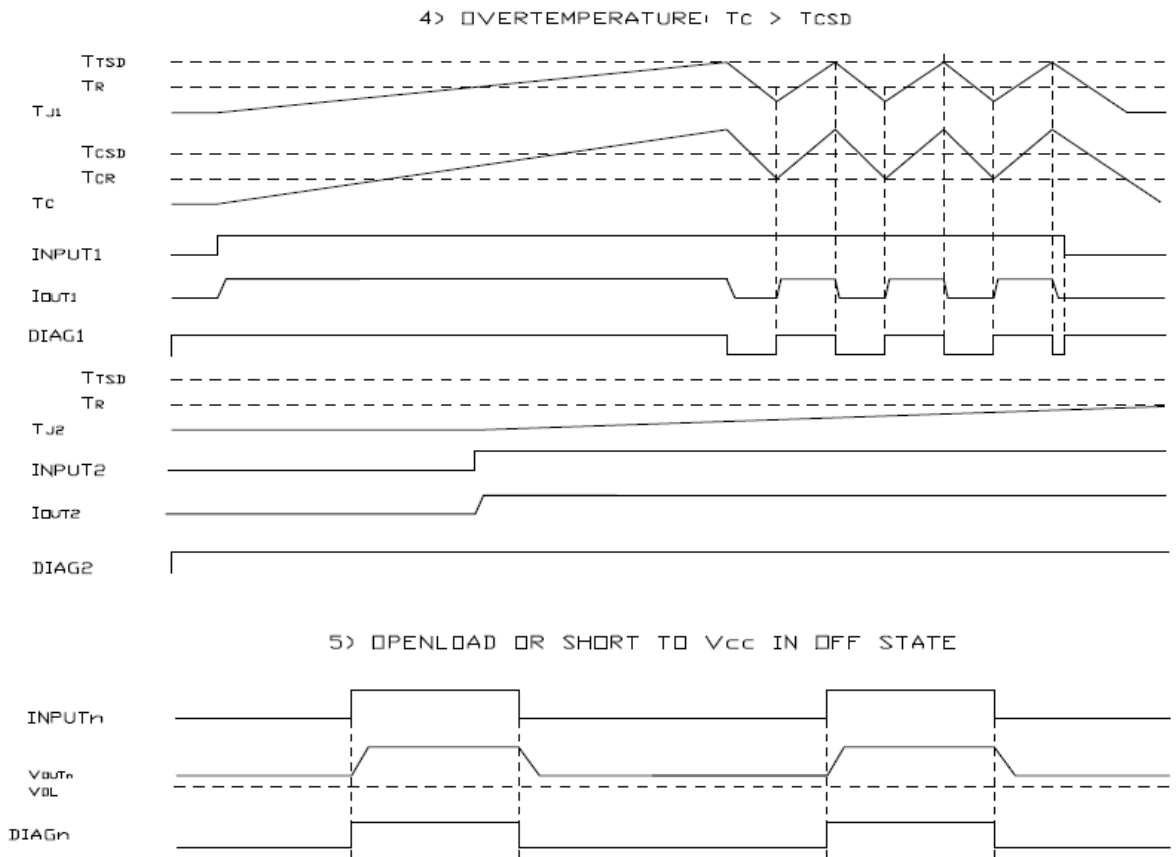 4) OVERTEMPERATURE: TC > TCSD
TTSD
TR
TJ1
TCSD
TCR
TC
INPUT1
IOUT1
DIAG1
TTSD
TR
TJ2
INPUT2
IOUT2
DIAG2
5) OPENLOAD OR SHORT TO Vcc IN OFF STATE
INPUTn
VOUTn
VOL
DIAGn